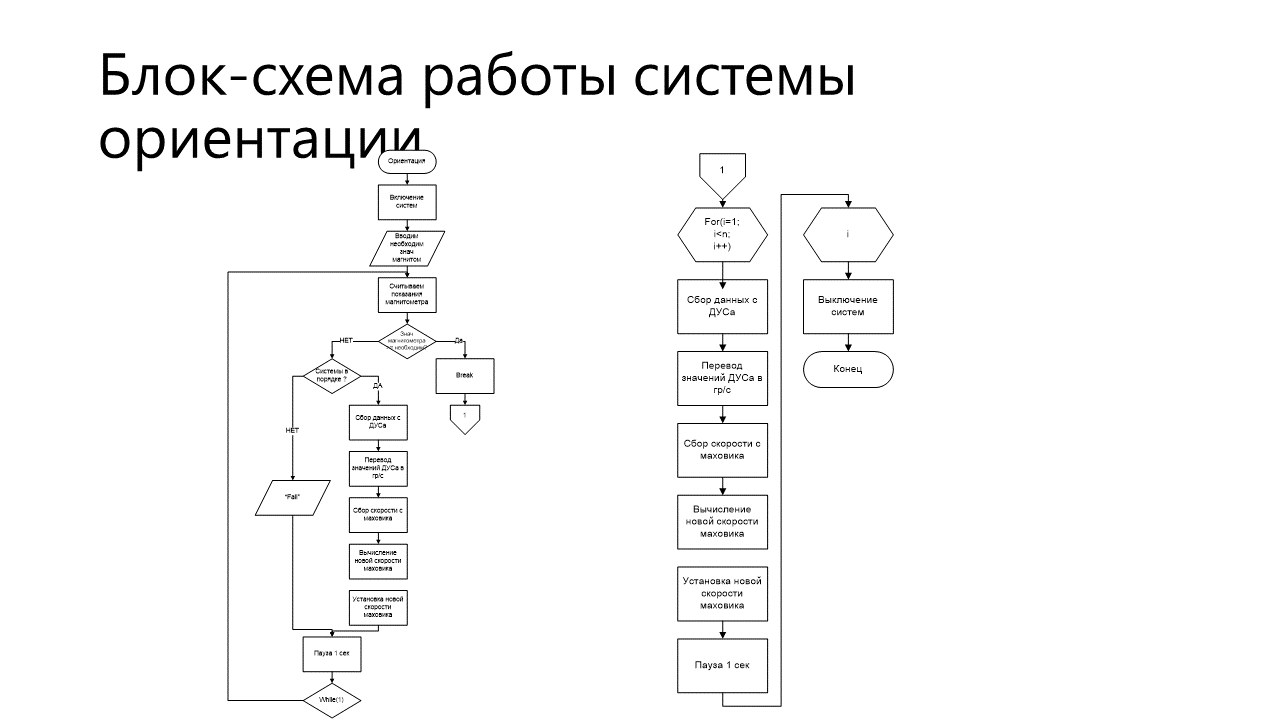 Блок-схема работы системы
ориентации
Ориентация
Включение
систем
Вводим
необходим
знач
магнитом
Считываем
показания
магнитометра
Знач
магнитометра
НЕТ
Да
Системы в
порядке ?
Break
1
ДА
НЕТ
Сбор данных с
ДУСа
Перевод
значений ДУСа в
гр/с
"Fail"
Сбор скорости с
маховика
Вычисление
новой скорости
маховика
Установка новой
скорости
маховика
Пауза 1 сек
While(1)
1
For(i=1;
i<n;
i++)
Сбор данных с
ДУСа
Перевод
значений ДУСа в
гр/с
Сбор скорости с
маховика
Вычисление
новой скорости
маховика
Установка новой
скорости
маховика
Пауза 1 сек
i
Выключение
систем
Конец